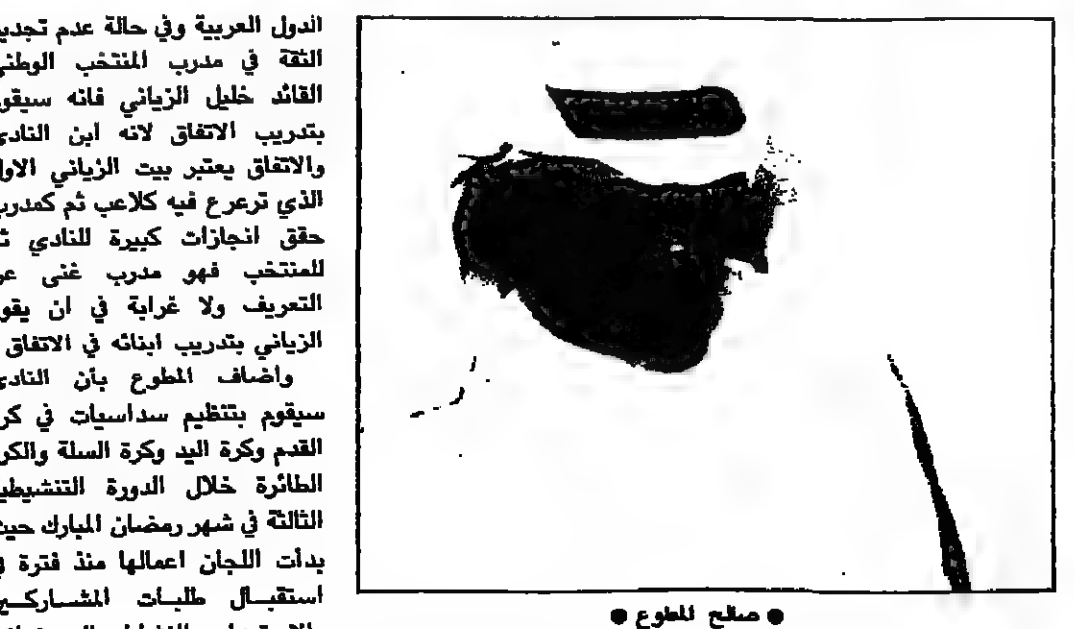 الدول العربية وفي حالة عدم تجديد
الثقة في مدرب المنتخب الوطني
القائد خليل الزياني فانه سيقوم
بتدريب الاتفاق لانه ابن النادي
والاتفاق يعتبر بيت الزياني الاول
الذي ترعرع فيه كلاعب ثم كمدرب
حقق انجازات كبيرة للنادي ثم
للمنتخب فهو مدرب غنى عن
التعريف ولا غرابة في ان يقوم
الزياني بتدريب ابنائه في الاتفاق
واضاف المطوع بأن النادي
سيقوم بتنظيم سداسيات في كرة
القدم وكرة اليد وكرة السلة والكرة
الطائرة خلال الدورة التنشيطية
الثالثة في شهر رمضان المبارك حيث
بدأت اللجان اعمالها منذ فترة في
استقبال طلبات المشاركين
● صالح المطوع ●